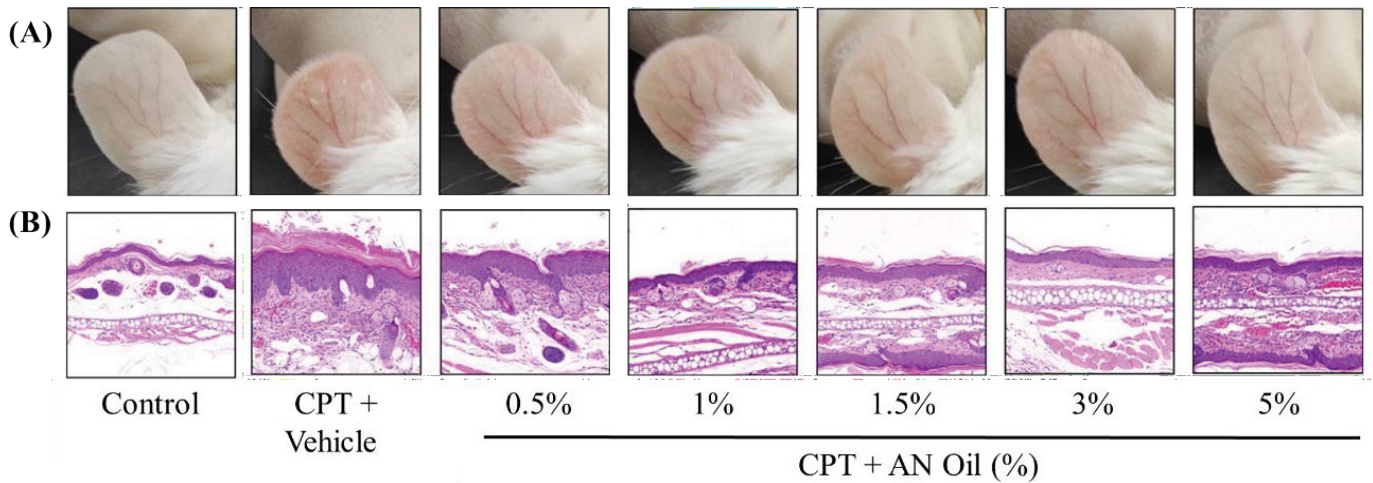 (A)
(B)
Control
CPT +
Vehicle
0.5%
1%
1.5%
3%
5%
CPT + AN Oil (%)